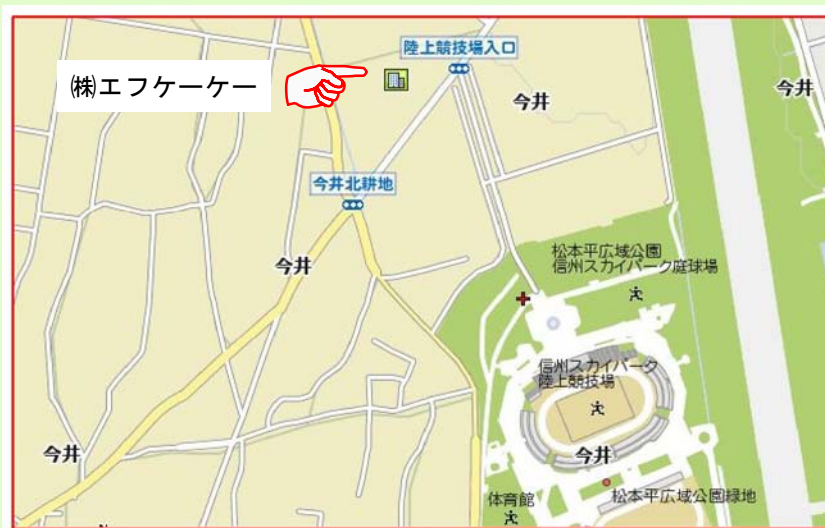 陸上競技場入口
㈱エフケーケー
今井
今井
今井北耕地
今井
松本平広域公園
信州スカイパーク庭球場
信州スカイパーク
陸上競技場
今井
今井
体育館
松本平広域公園緑地